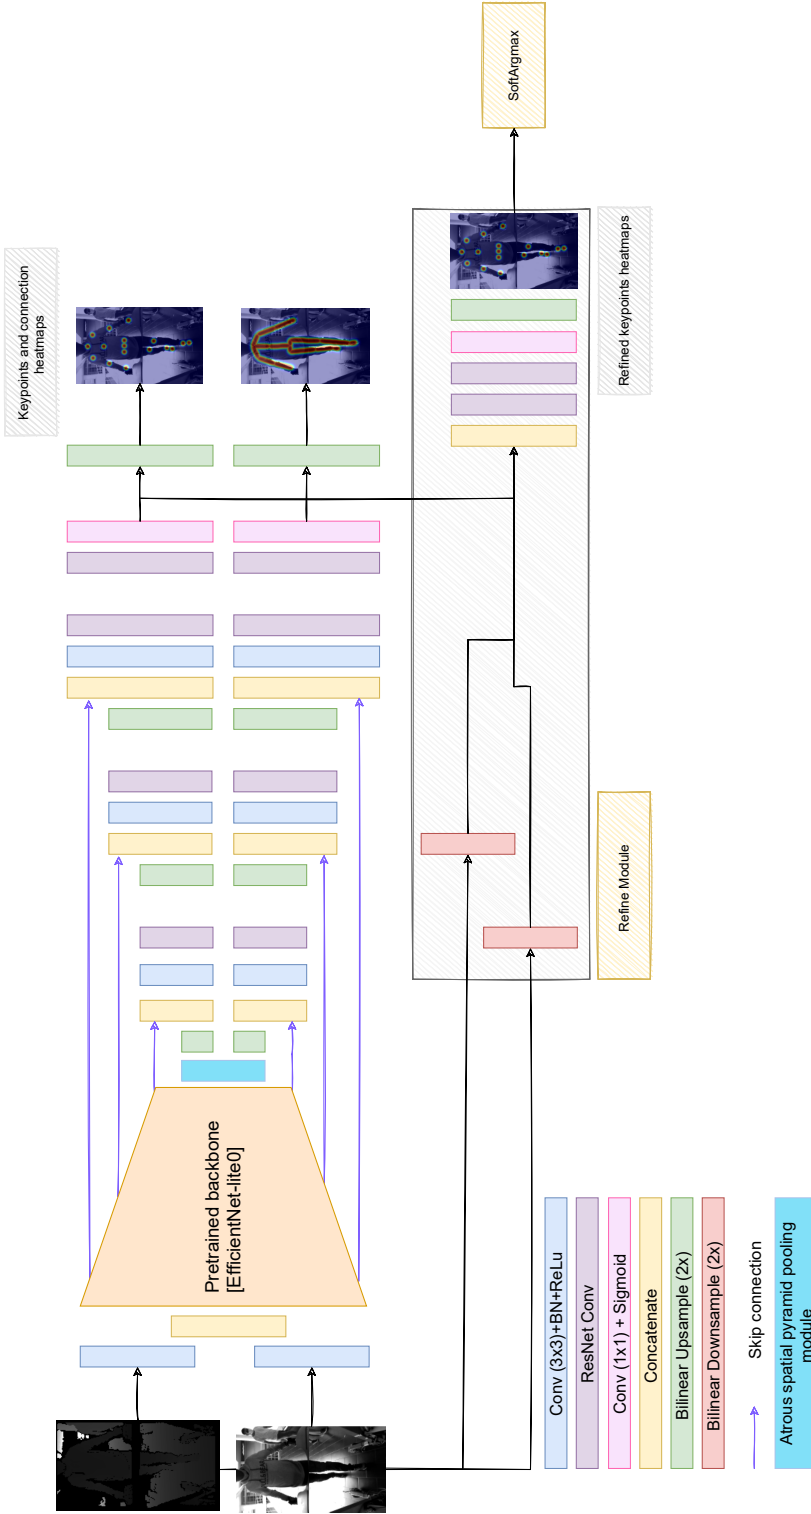 SoftArgmax
Keypoints and connection
heatmaps
Refined keypoints heatmaps
Refine Module
Pretrained backbone
[EfficientNet-lite0]
Conv (3x3)+BN+ReLu
ResNet Conv
Conv (1x1) + Sigmoid
Concatenate
Bilinear Upsample (2x)
Bilinear Downsample (2x)
Skip connection
Atrous spatial pyramid pooling
module